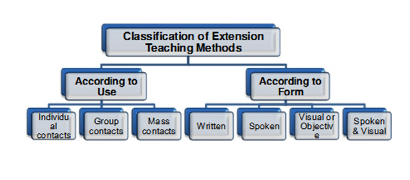 Classification of Extension
Teaching Methods
According to
Use
According to
Form
Individu
al
contacts
Group
contacts
Mass
contacts
Written
Spoken
Visual or
Objectiv
e
Spoken
& Visual